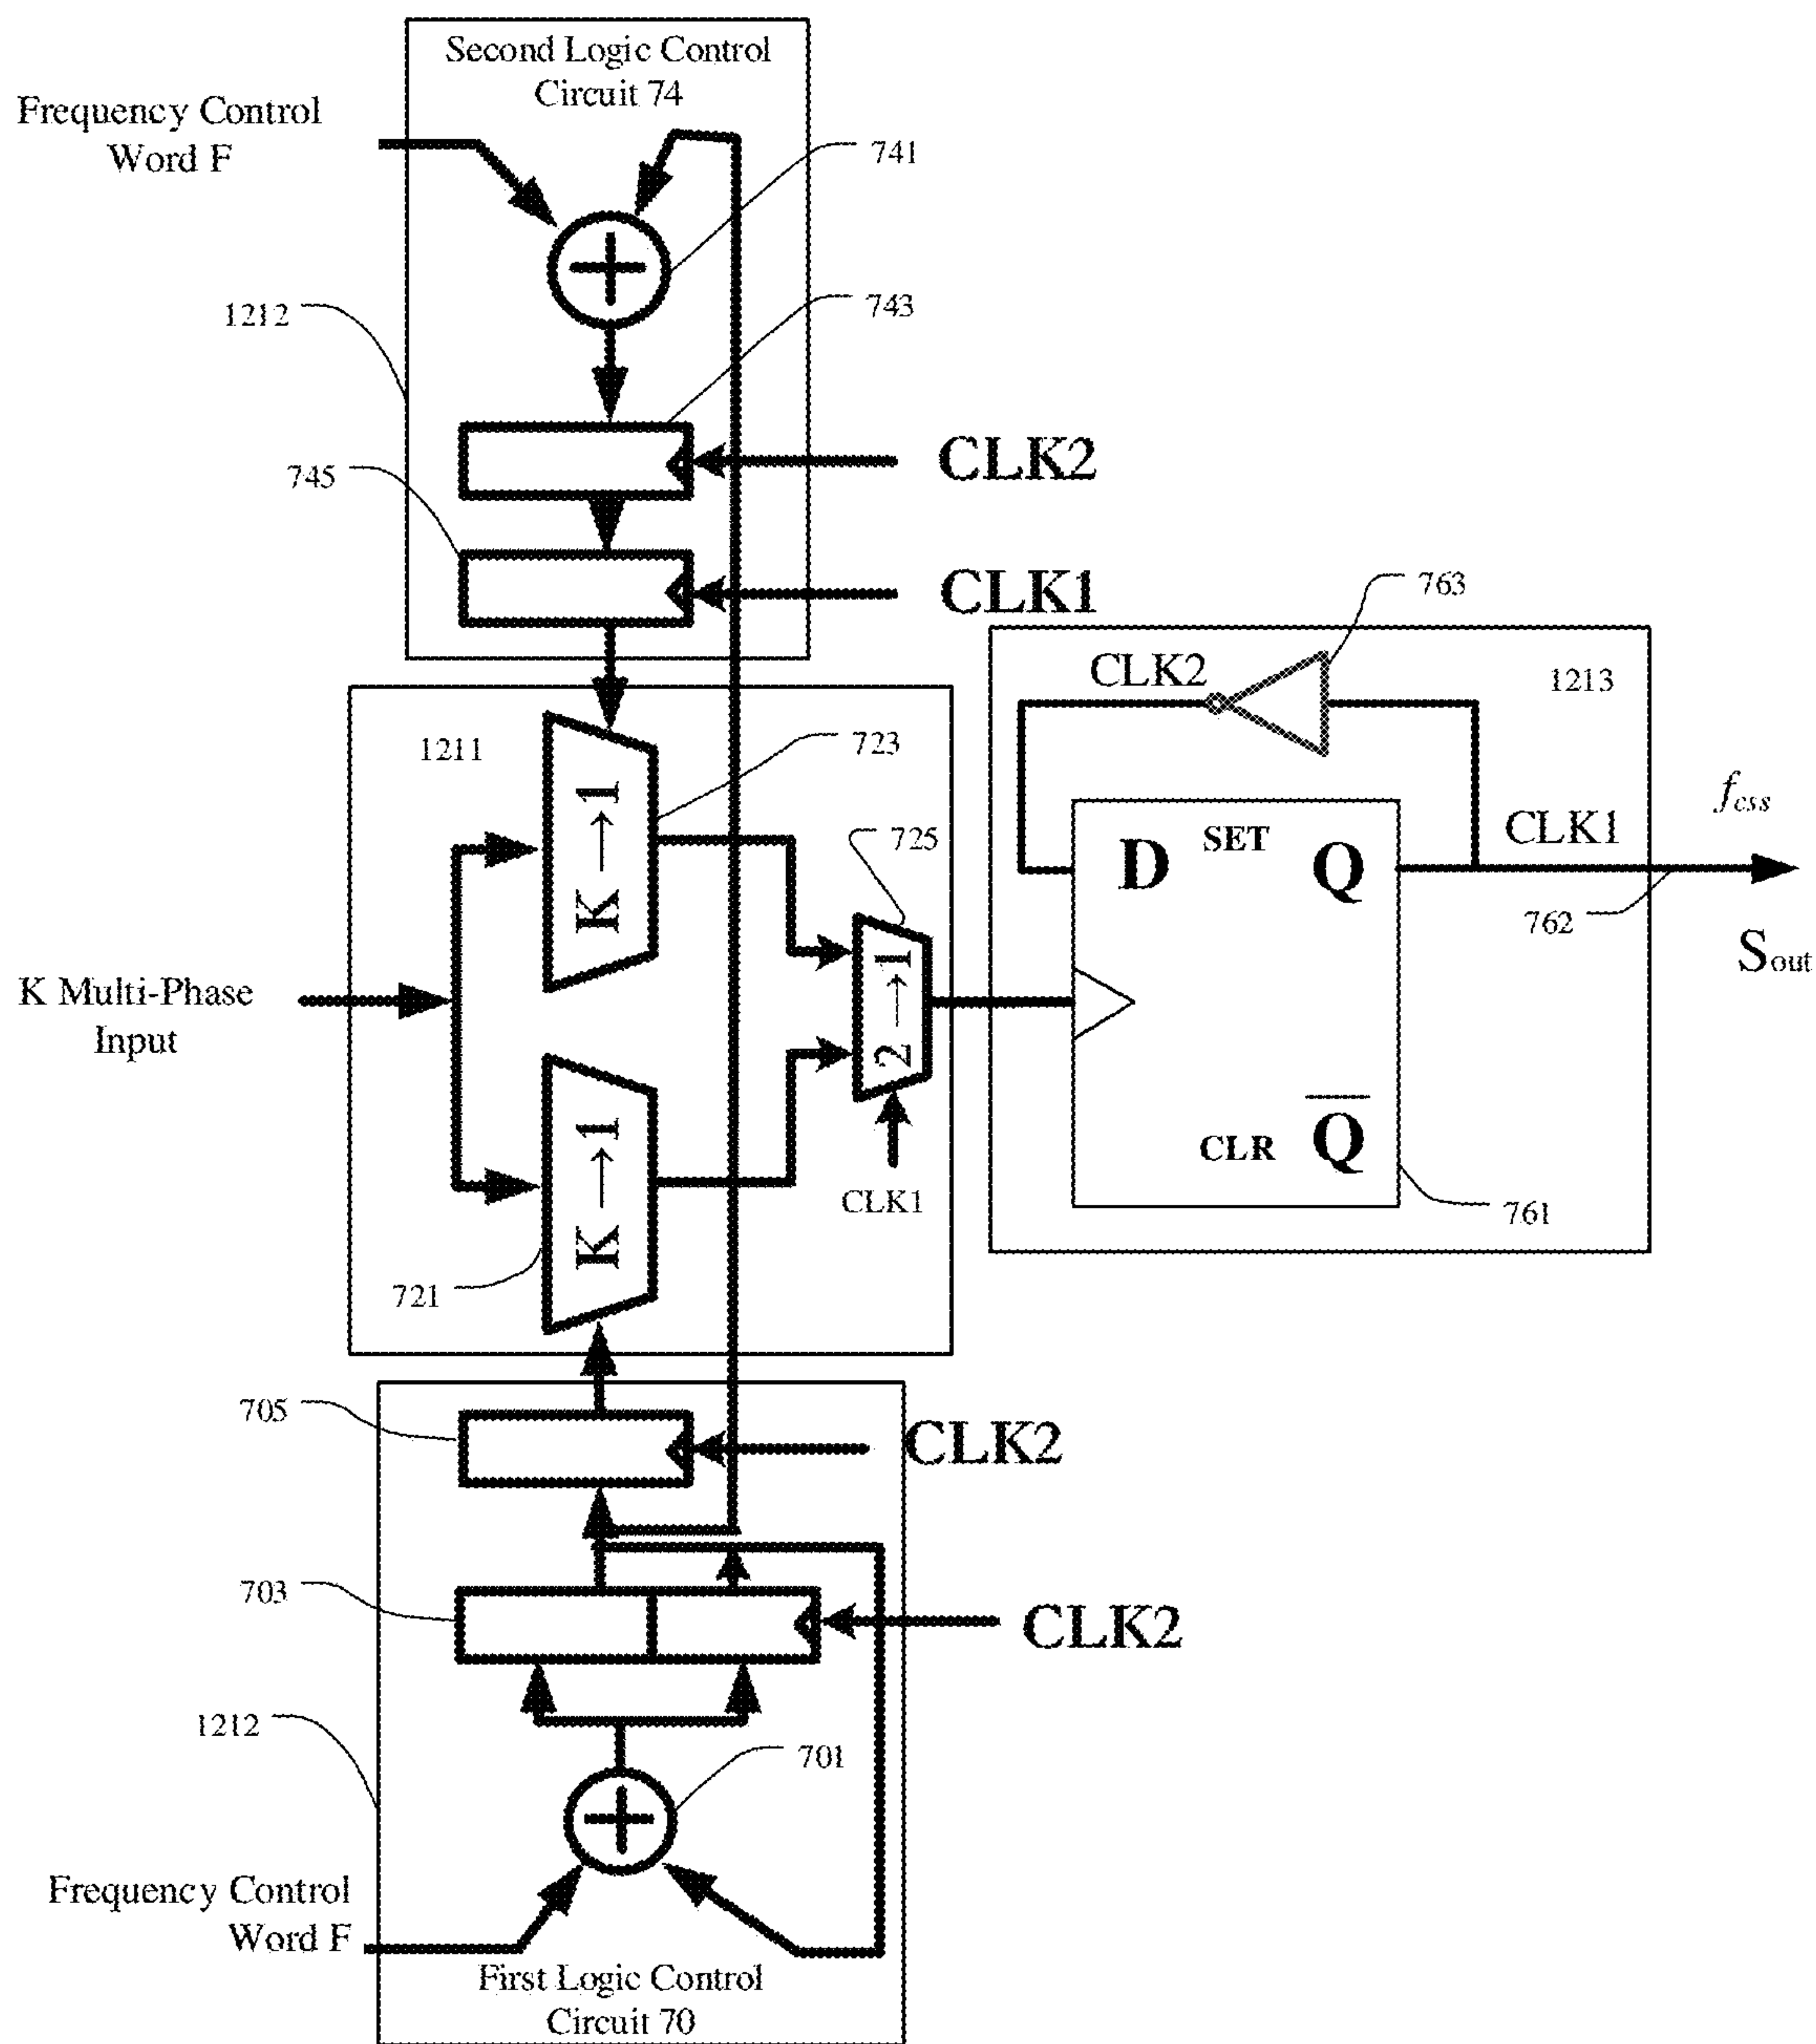 Second Logic Control
Circuit 74
Frequency Control
Word F
741
743
1212
CLK2
745
CLK1
763
CLK2
1213
1211
723
K→1
725
D
SET
Q
CLK1
fcss
762
Sout
K Multi-Phase
Input
2→1
K→1
CLK1
CLR
Q
761
721
705
CLK2
703
CLK2
1212
701
Frequency Control
Word F
First Logic Control
Circuit 70